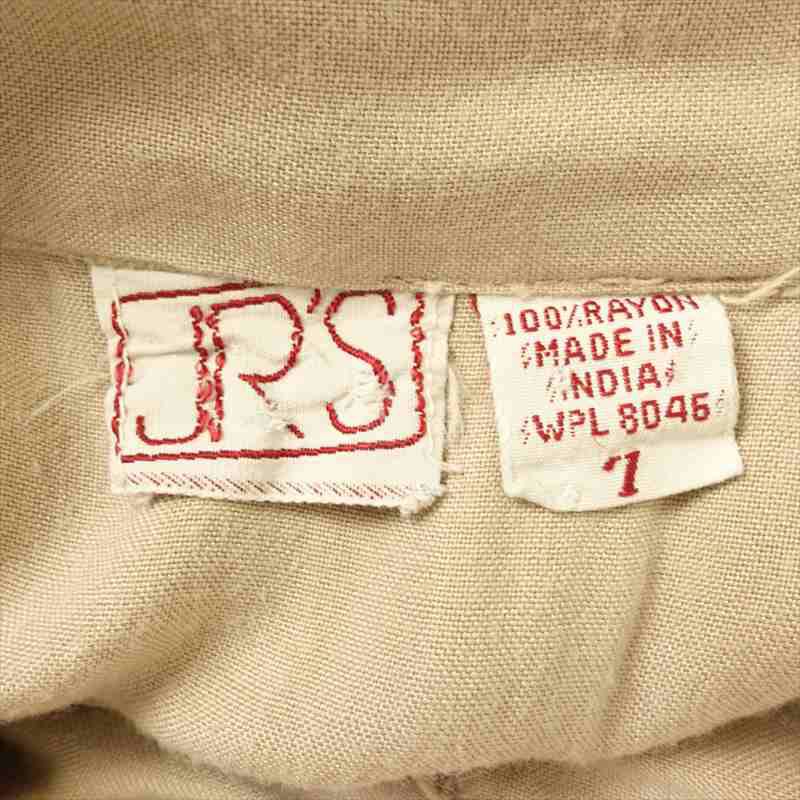 JR'S
100% RAYON
MADE IN
INDIA
WPL 8046
7